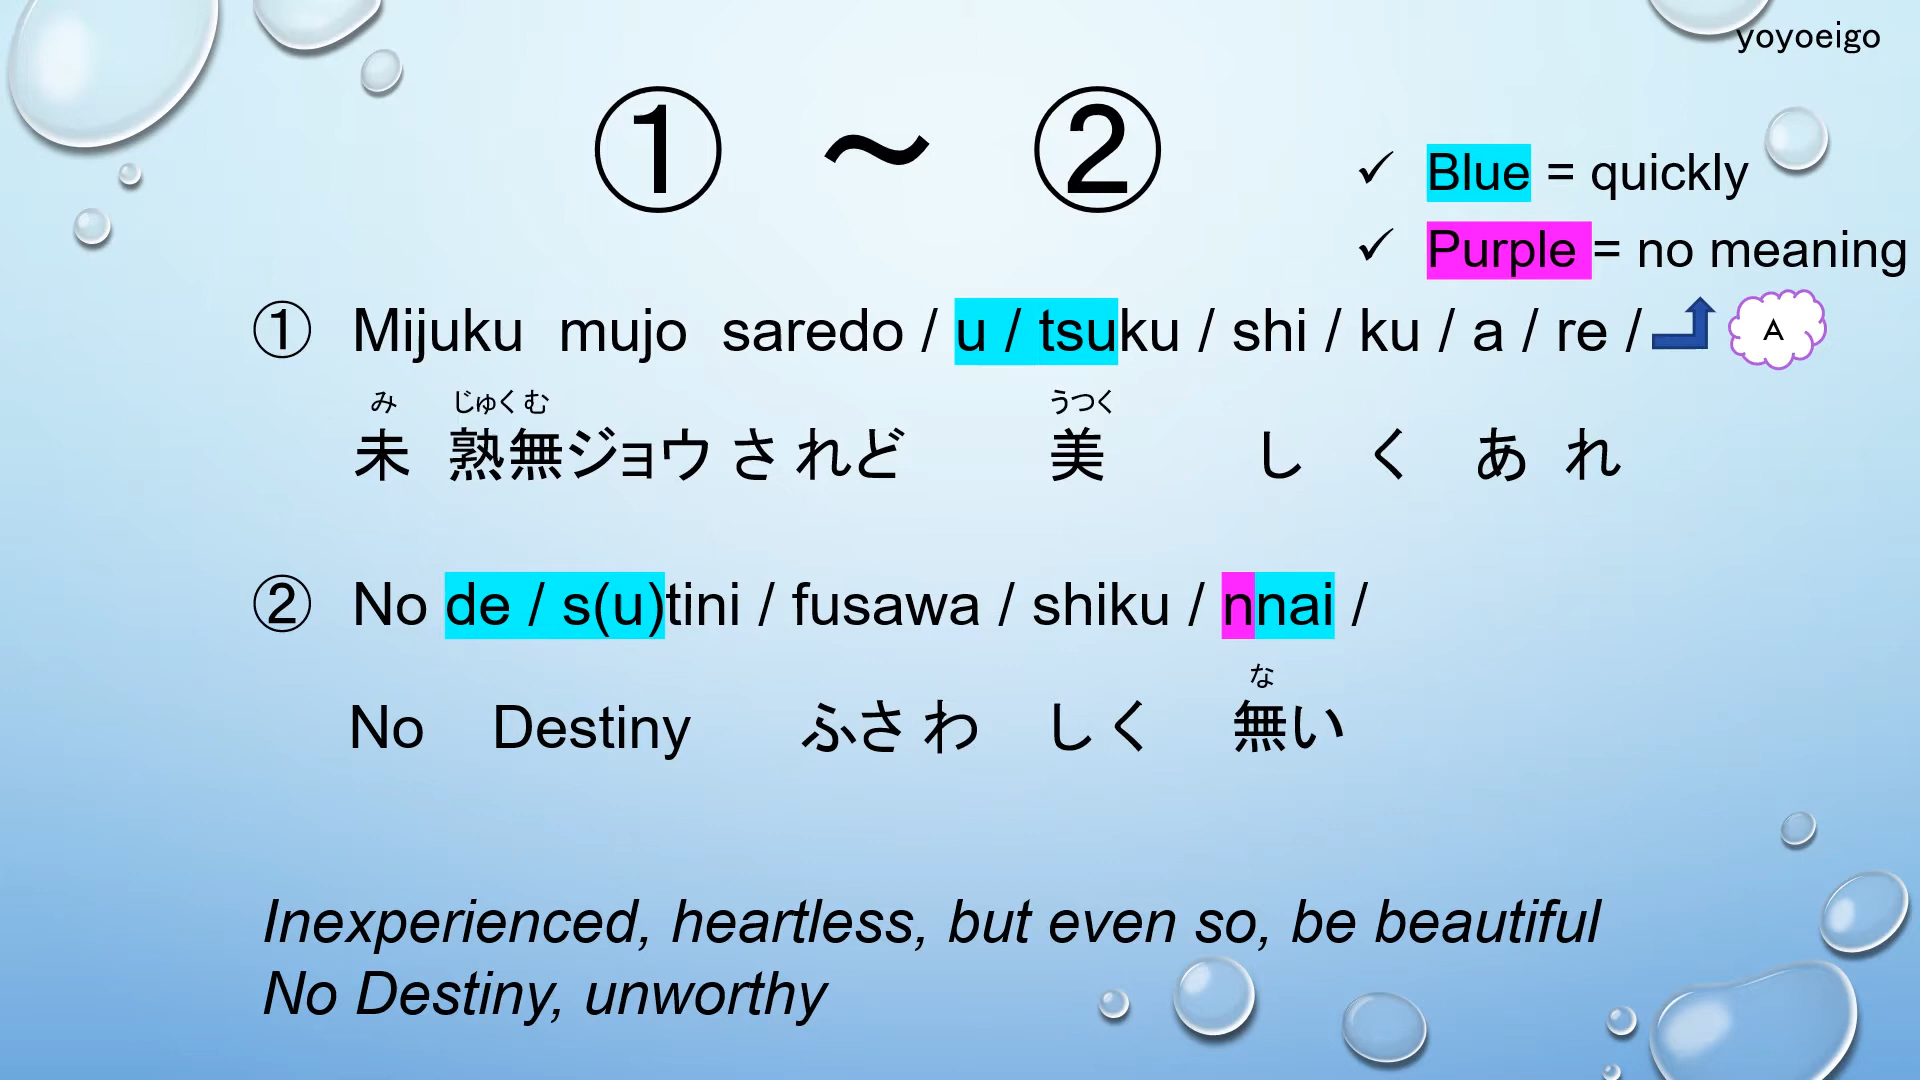 yoyoeigo
① ～ ②
✓ Blue = quickly
✓ Purple = no meaning
① Mijuku mujo saredo / u / tsuku / shi / ku / a / re /
A
み じゅく む うつく
未 熟無ジョウ さ れど 美 し く あ れ
② No de / s(u)tini / fusawa / shiku / nnai /
な
No Destiny ふさ わ し く 無い
Inexperienced, heartless, but even so, be beautiful
No Destiny, unworthy